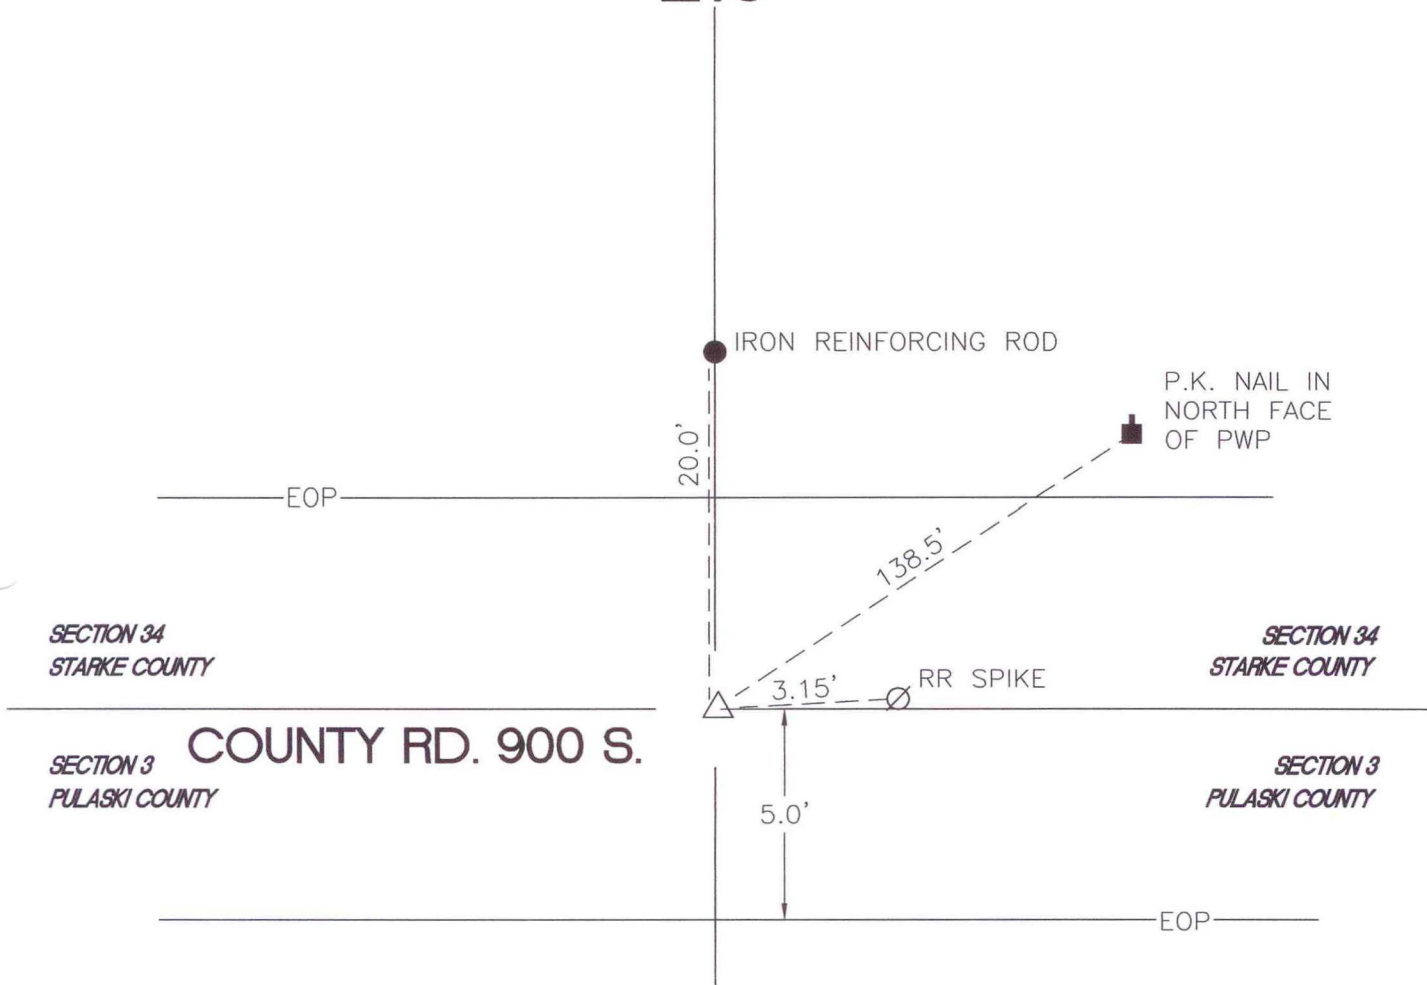 IRON REINFORCING ROD
P.K. NAIL IN
NORTH FACE
OF PWP
20.0'
EOP
138.5'
SECTION 34
STARKE COUNTY
SECTION 34
STARKE COUNTY
RR SPIKE
3.15'
COUNTY RD. 900 S.
SECTION 3
PULASKI COUNTY
SECTION 3
PULASKI COUNTY
5.0'
EOP